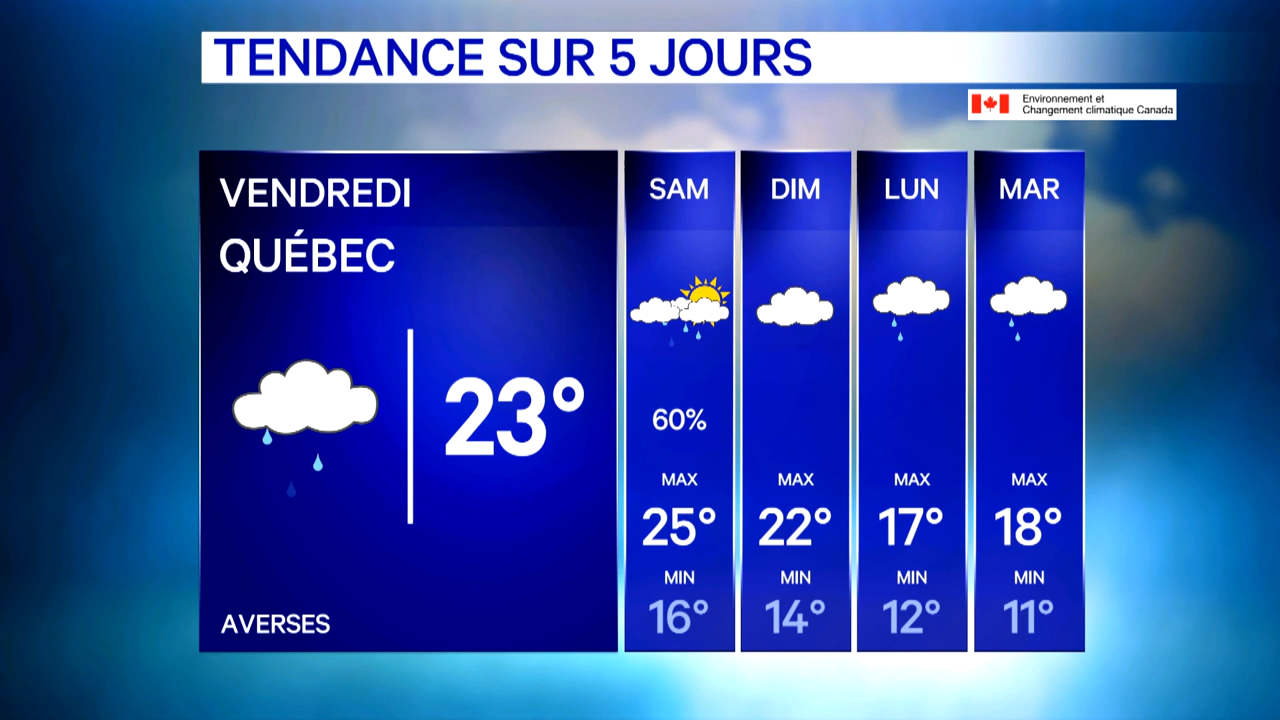 TENDANCE SUR 5 JOURS
Environnement et
Changement climatique Canada
VENDREDI
QUÉBEC
23°
AVERSES
SAM
60%
MAX
25°
MIN
16°
DIM
MAX
22°
MIN
14°
LUN
MAX
17°
MIN
12°
MAR
MAX
18°
MIN
11°